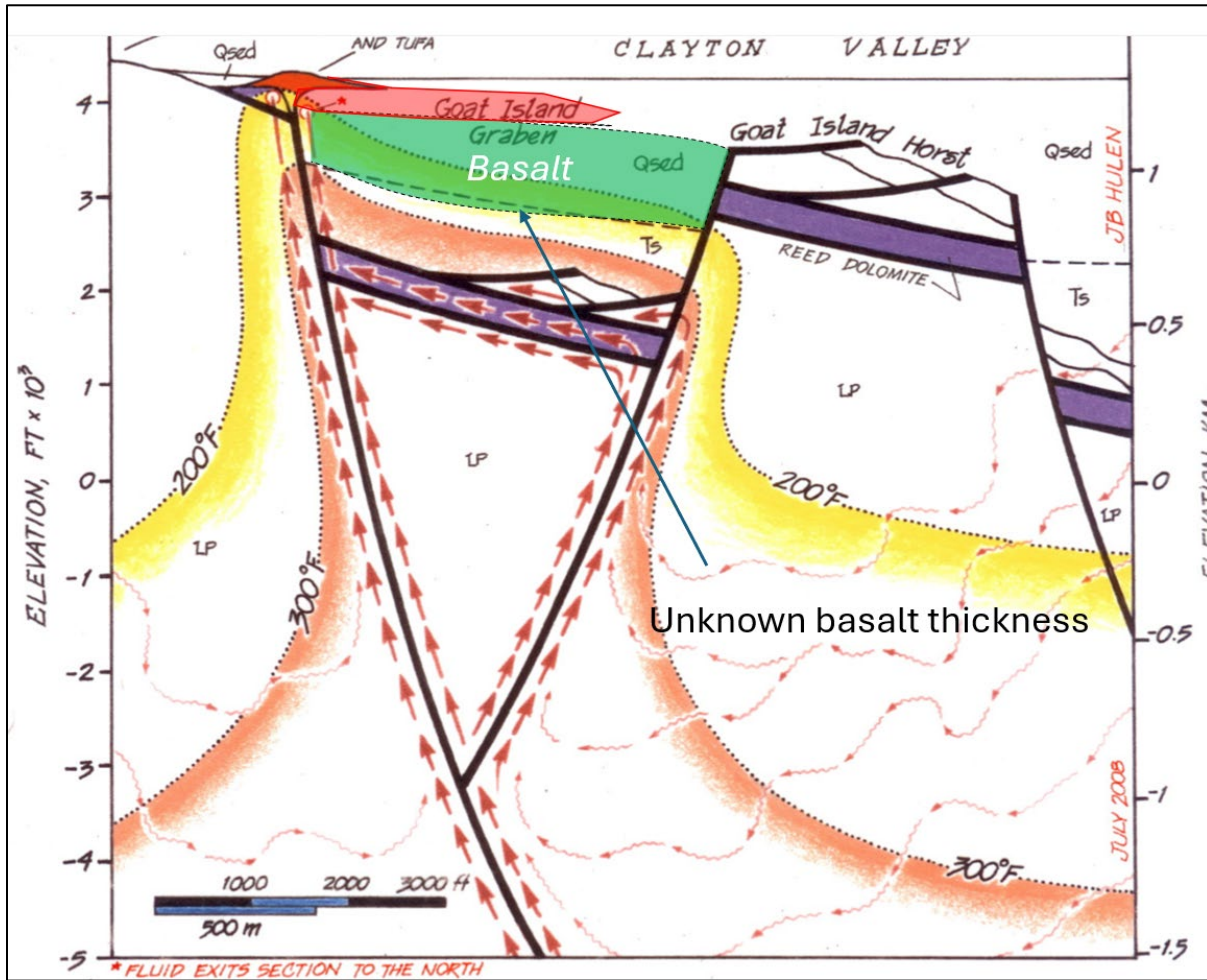 Qsed
AND TUFA
CLAYTON VALLEY
Goat Island
Graben
Basalt
Qsed
Goat Island Horst
Qsed
JB HULEN
Ts
REED DOLOMITE
Ts
ELEVATION, FT x 10³
4
3
2
1
0
-1
-2
-3
-4
-5
1
0.5
-0
-0.5
-1
-1.5
200°F
200°F
300°F
300°F
LP
LP
LP
LP
Unknown basalt thickness
JULY 2008
1000 2000 3000 ft
500 m
* FLUID EXITS SECTION TO THE NORTH
*